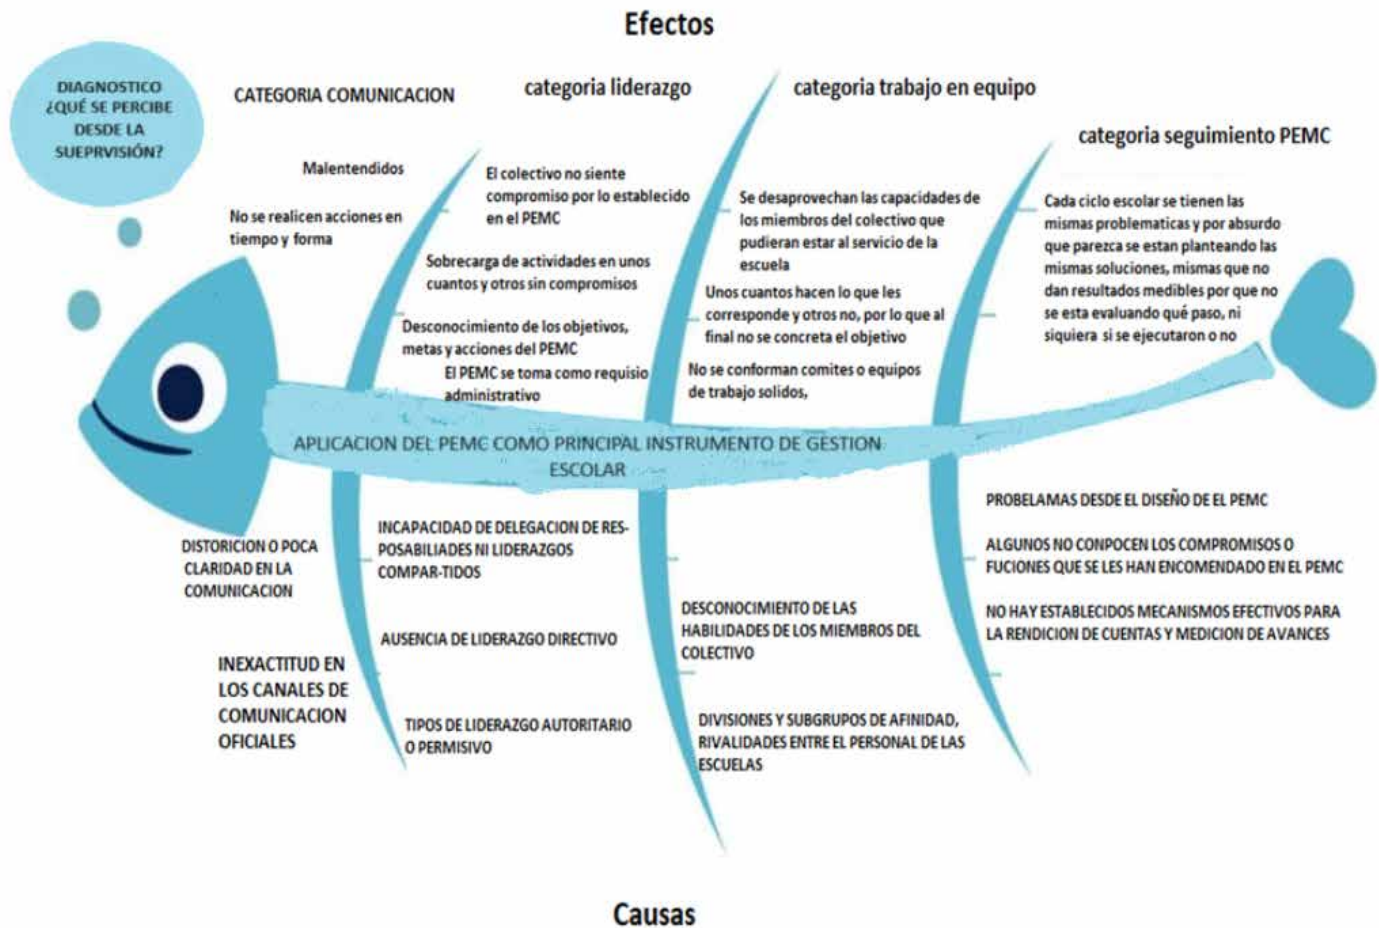 Efectos
DIAGNOSTICO
¿QUÉ SE PERCIBE
DESDE LA
SUEPRVISIÓN?
CATEGORIA COMUNICACION
Malentendidos
No se realicen acciones en
tiempo y forma
categoria liderazgo
El colectivo no siente
compromiso por lo establecido
en el PEMC
Sobrecarga de actividades en unos
cuantos y otros sin compromisos
Desconocimiento de los objetivos,
metas y acciones del PEMC
El PEMC se toma como requisio
administrativo
categoria trabajo en equipo
Se desaprovechan las capacidades de
los miembros del colectivo que
pudieran estar al servicio de la
escuela
Unos cuantos hacen lo que les
corresponde y otros no, por lo que al
final no se concreta el objetivo
No se conforman comites o equipos
de trabajo solidos,
categoria seguimiento PEMC
Cada ciclo escolar se tienen las
mismas problematicas y por absurdo
que parezca se estan planteando las
mismas soluciones, mismas que no
dan resultados medibles por que no
se esta evaluando qué paso, ni
siquiera si se ejecutaron o no
APLICACION DEL PEMC COMO PRINCIPAL INSTRUMENTO DE GESTION
ESCOLAR
DISTORICION O POCA
CLARIDAD EN LA
COMUNICACION
INEXACTITUD EN
LOS CANALES DE
COMUNICACION
OFICIALES
INCAPACIDAD DE DELEGACION DE RES-
POSABILIADES NI LIDERAZGOS
COMPAR-TIDOS
AUSENCIA DE LIDERAZGO DIRECTIVO
TIPOS DE LIDERAZGO AUTORITARIO
O PERMISIVO
DESCONOCIMIENTO DE LAS
HABILIDADES DE LOS MIEMBROS DEL
COLECTIVO
DIVISIONES Y SUBGRUPOS DE AFINIDAD,
RIVALIDADES ENTRE EL PERSONAL DE LAS
ESCUELAS
PROBELAMAS DESDE EL DISEÑO DE EL PEMC
ALGUNOS NO CONPOCEN LOS COMPROMISOS O
FUCIONES QUE SE LES HAN ENCOMENDADO EN EL PEMC
NO HAY ESTABLECIDOS MECANISMOS EFECTIVOS PARA
LA RENDICION DE CUENTAS Y MEDICION DE AVANCES
Causas